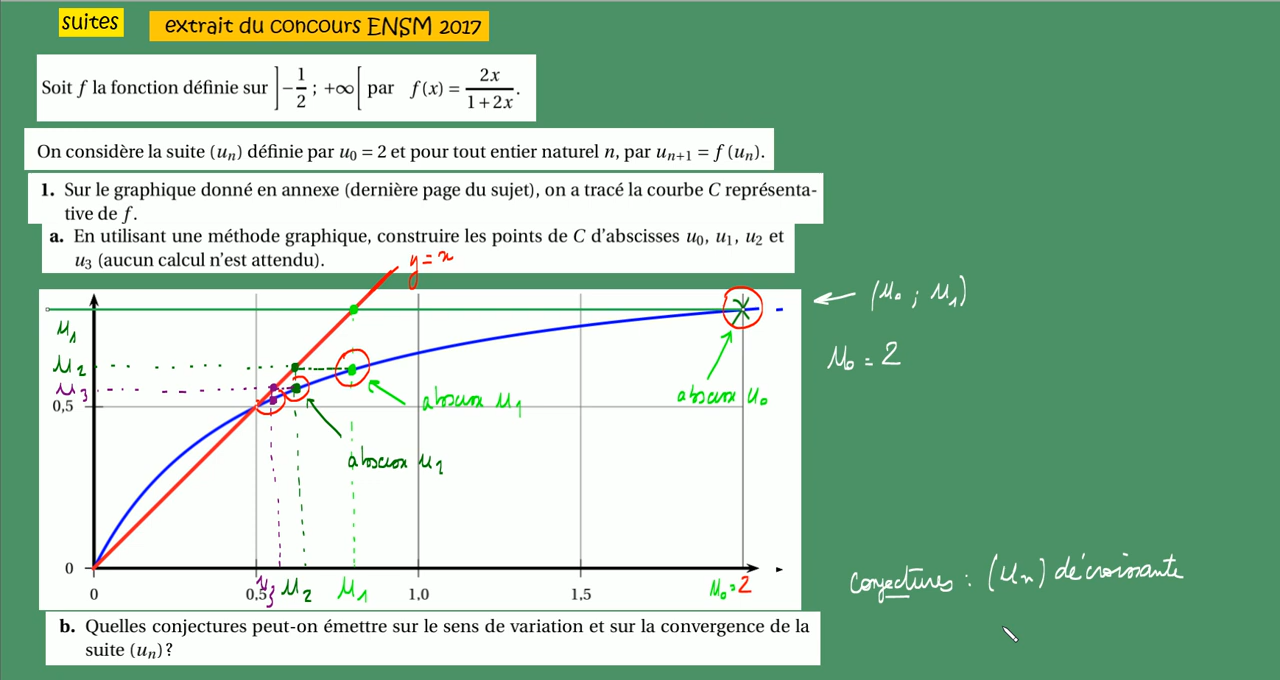 suites extrait du concours ENSM 2017
Soit f la fonction définie sur ]−1/2 ; +∞[ par f(x) = 2x/(1+2x).
On considère la suite (uₙ) définie par u₀ = 2 et pour tout entier naturel n, par uₙ₊₁ = f(uₙ).
1. Sur le graphique donné en annexe (dernière page du sujet), on a tracé la courbe C représenta-
tive de f.
a. En utilisant une méthode graphique, construire les points de C d'abscisses u₀, u₁, u₂ et
u₃ (aucun calcul n'est attendu).
y = x
← (u₀ ; u₁)
u₁
u₂
u₀ = 2
u₃
0,5
abscisse u₁
abscisse u₀
abscisse u₂
0
Conjectures : (uₙ) décroissante
0 0,5 u₃ u₂ u₁ 1,0 1,5 u₀ = 2
b. Quelles conjectures peut-on émettre sur le sens de variation et sur la convergence de la
suite (uₙ) ?